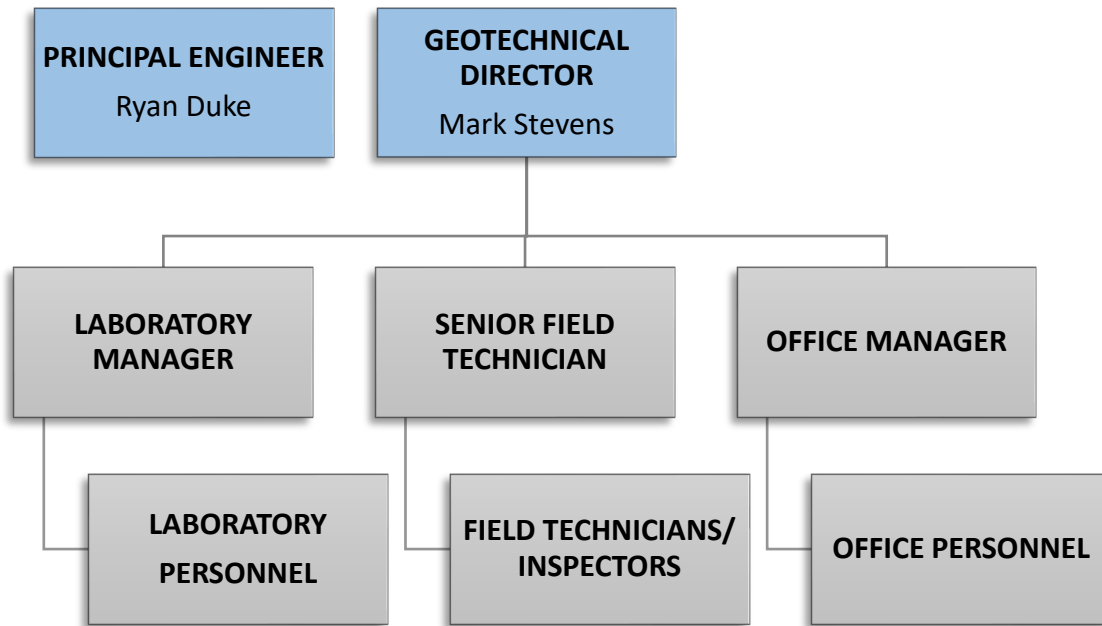 PRINCIPAL ENGINEER
Ryan Duke
GEOTECHNICAL
DIRECTOR
Mark Stevens
LABORATORY
MANAGER
SENIOR FIELD
TECHNICIAN
OFFICE MANAGER
LABORATORY
PERSONNEL
FIELD TECHNICIANS/
INSPECTORS
OFFICE PERSONNEL